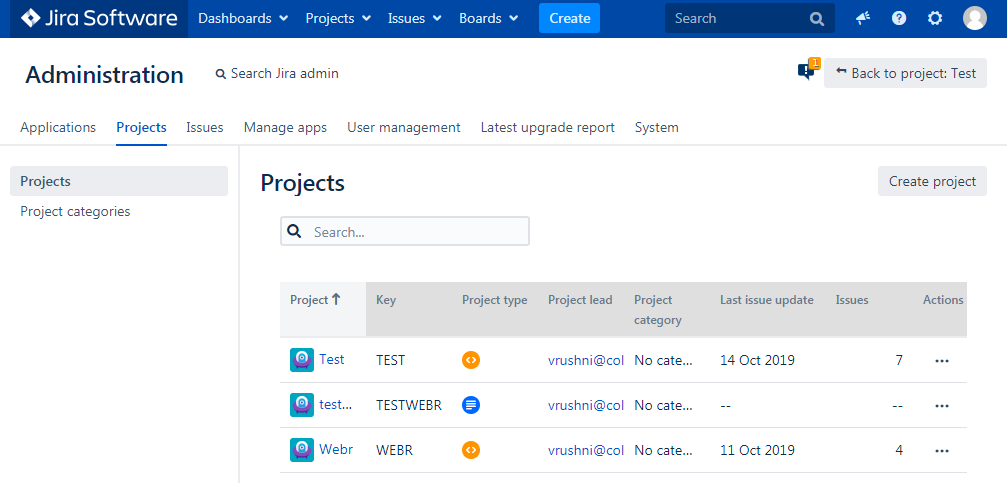 Jira Software Dashboards Projects Issues Boards Create Search
Administration Search Jira admin 1 Back to project: Test
Applications Projects Issues Manage apps User management Latest upgrade report System
Projects
Project categories
Projects Create project
Search...
Project Key Project type Project lead Project category Last issue update Issues Actions
Test TEST vrushni@col No cate... 14 Oct 2019 7 ...
test... TESTWEBR vrushni@col No cate... -- -- ...
Webr WEBR vrushni@col No cate... 11 Oct 2019 4 ...